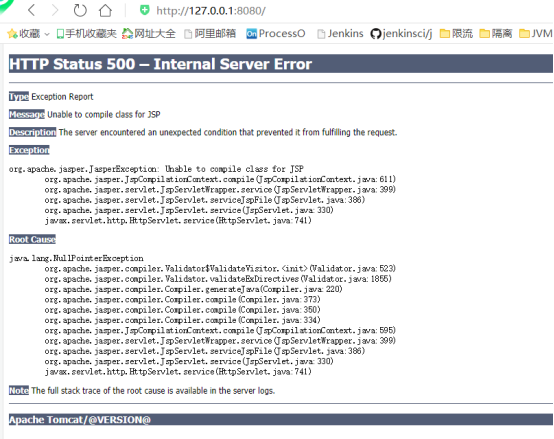 http://127.0.0.1:8080/
收藏 手机收藏夹 网址大全 阿里邮箱 On ProcessO Jenkins jenkinsci/j 限流 隔离 JVM
HTTP Status 500 – Internal Server Error
Type Exception Report
Message Unable to compile class for JSP
Description The server encountered an unexpected condition that prevented it from fulfilling the request.
Exception
org.apache.jasper.JasperException: Unable to compile class for JSP
org.apache.jasper.JspCompilationContext.compile(JspCompilationContext.java:611)
org.apache.jasper.servlet.JspServletWrapper.service(JspServletWrapper.java:399)
org.apache.jasper.servlet.JspServlet.serviceJspFile(JspServlet.java:386)
org.apache.jasper.servlet.JspServlet.service(JspServlet.java:330)
javax.servlet.http.HttpServlet.service(HttpServlet.java:741)
Root Cause
java.lang.NullPointerException
org.apache.jasper.compiler.Validator$ValidateVisitor.<init>(Validator.java:523)
org.apache.jasper.compiler.Validator.validateExDirectives(Validator.java:1855)
org.apache.jasper.compiler.Compiler.generateJava(Compiler.java:220)
org.apache.jasper.compiler.Compiler.compile(Compiler.java:373)
org.apache.jasper.compiler.Compiler.compile(Compiler.java:350)
org.apache.jasper.compiler.Compiler.compile(Compiler.java:334)
org.apache.jasper.JspCompilationContext.compile(JspCompilationContext.java:595)
org.apache.jasper.servlet.JspServletWrapper.service(JspServletWrapper.java:399)
org.apache.jasper.servlet.JspServlet.serviceJspFile(JspServlet.java:386)
org.apache.jasper.servlet.JspServlet.service(JspServlet.java:330)
javax.servlet.http.HttpServlet.service(HttpServlet.java:741)
Note The full stack trace of the root cause is available in the server logs.
Apache Tomcat/@VERSION@